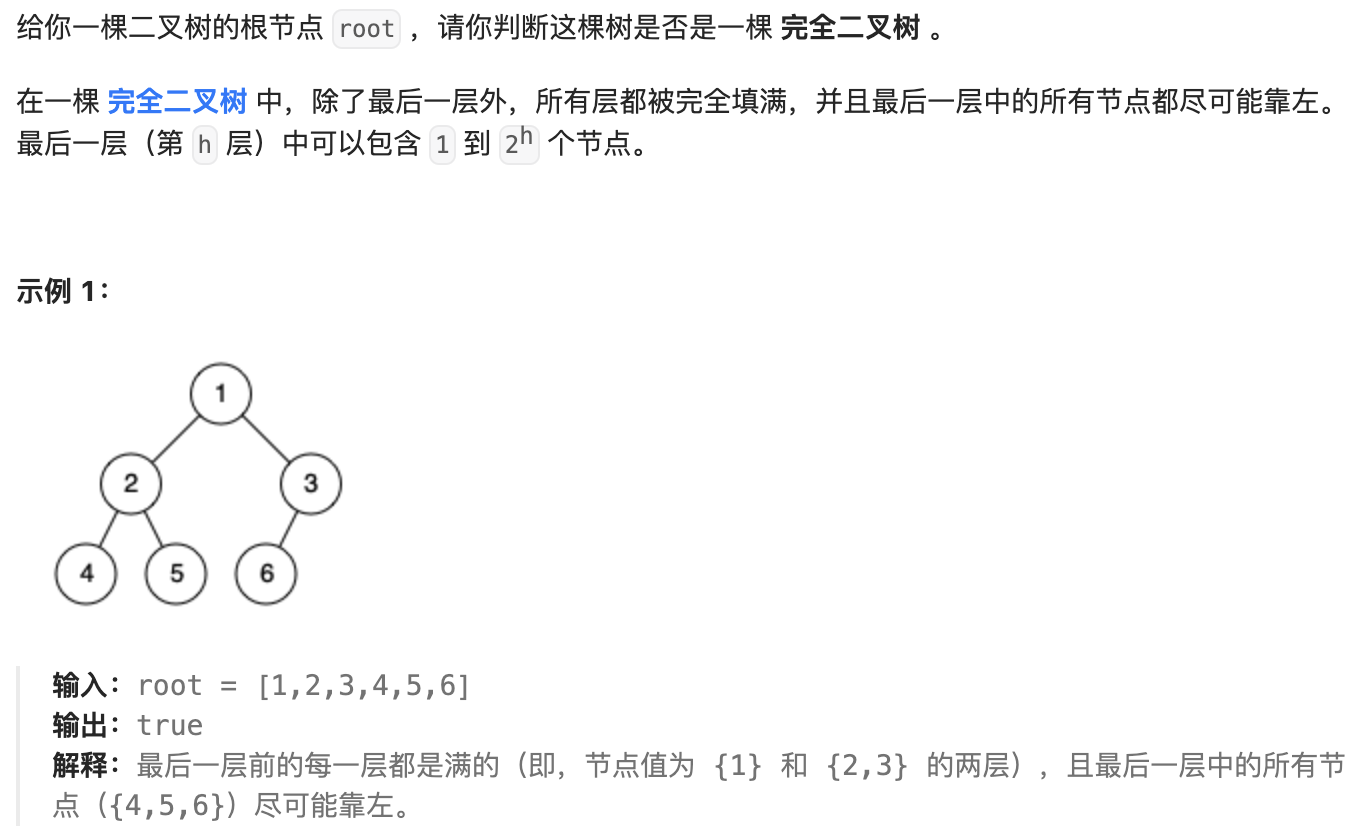 给你一棵二叉树的根节点 root ，请你判断这棵树是否是一棵 完全二叉树 。
在一棵 完全二叉树 中，除了最后一层外，所有层都被完全填满，并且最后一层中的所有节点都尽可能靠左。
最后一层（第 h 层）中可以包含 1 到 2ʰ 个节点。
示例 1：
1
2 3
4 5 6
输入：root = [1,2,3,4,5,6]
输出：true
解释：最后一层前的每一层都是满的（即，节点值为 {1} 和 {2,3} 的两层），且最后一层中的所有节
点（{4,5,6}）尽可能靠左。